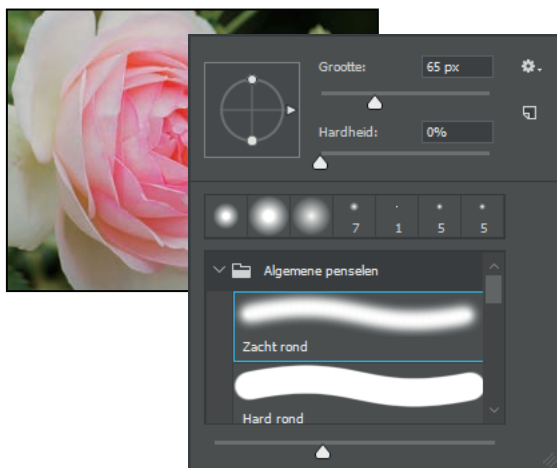 Grootte:
65 px
Hardheid:
0%
7 1 5 5
Algemene penselen
Zacht rond
Hard rond